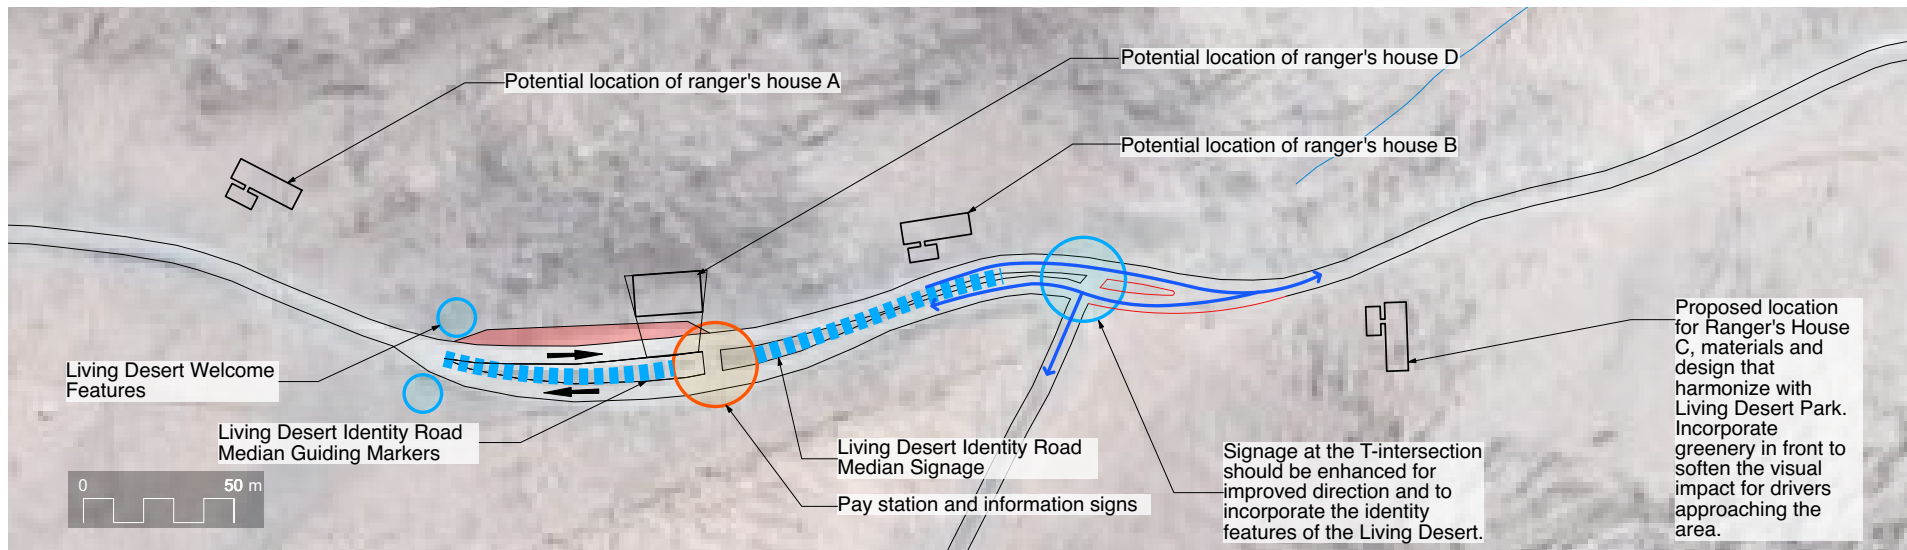 Potential location of ranger's house D
Potential location of ranger's house A
Potential location of ranger's house B
Living Desert Welcome
Features
Living Desert Identity Road
Median Guiding Markers
Living Desert Identity Road
Median Signage
Pay station and information signs
Signage at the T-intersection
should be enhanced for
improved direction and to
incorporate the identity
features of the Living Desert.
Proposed location
for Ranger's House
C, materials and
design that
harmonize with
Living Desert Park.
Incorporate
greenery in front to
soften the visual
impact for drivers
approaching the
area.
0 50 m